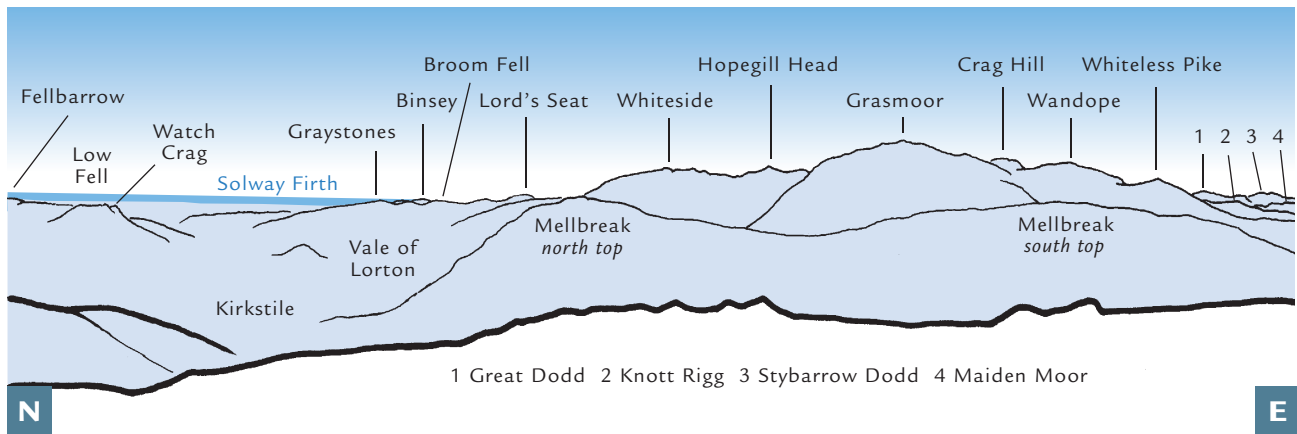 Broom Fell
Hopegill Head
Crag Hill
Whiteless Pike
Fellbarrow
Binsey
Lord's Seat
Whiteside
Grasmoor
Wandope
Watch
Crag
Graystones
1 2 3 4
Low
Fell
Solway Firth
Mellbreak
north top
Mellbreak
south top
Vale of
Lorton
Kirkstile
1 Great Dodd 2 Knott Rigg 3 Stybarrow Dodd 4 Maiden Moor
N
E